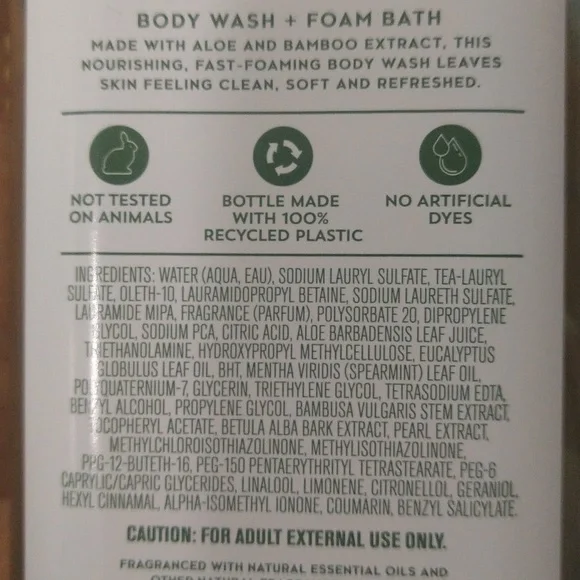 BODY WASH + FOAM BATH
MADE WITH ALOE AND BAMBOO EXTRACT, THIS
NOURISHING, FAST-FOAMING BODY WASH LEAVES
SKIN FEELING CLEAN, SOFT AND REFRESHED.
NOT TESTED
ON ANIMALS
BOTTLE MADE
WITH 100%
RECYCLED PLASTIC
NO ARTIFICIAL
DYES
INGREDIENTS: WATER (AQUA, EAU), SODIUM LAURYL SULFATE, TEA-LAURYL
SULFATE, OLETH-10, LAURAMIDOPROPYL BETAINE, SODIUM LAURETH SULFATE,
LAURAMIDE MIPA, FRAGRANCE (PARFUM), POLYSORBATE 20, DIPROPYLENE
GLYCOL, SODIUM PCA, CITRIC ACID, ALOE BARBADENSIS LEAF JUICE,
TRIETHANOLAMINE, HYDROXYPROPYL METHYLCELLULOSE, EUCALYPTUS
GLOBULUS LEAF OIL, BHT, MENTHA VIRIDIS (SPEARMINT) LEAF OIL,
POLYQUATERNIUM-7, GLYCERIN, TRIETHYLENE GLYCOL, TETRASODIUM EDTA,
BENZYL ALCOHOL, PROPYLENE GLYCOL, BAMBUSA VULGARIS STEM EXTRACT,
TOCOPHERYL ACETATE, BETULA ALBA BARK EXTRACT, PEARL EXTRACT,
METHYLCHLOROISOTHIAZOLINONE, METHYLISOTHIAZOLINONE,
PPG-12-BUTETH-16, PEG-150 PENTAERYTHRITYL TETRASTEARATE, PEG-6
CAPRYLIC/CAPRIC GLYCERIDES, LINALOOL, LIMONENE, CITRONELLOL, GERANIOL,
HEXYL CINNAMAL, ALPHA-ISOMETHYL IONONE, COUMARIN, BENZYL SALICYLATE.
CAUTION: FOR ADULT EXTERNAL USE ONLY.
FRAGRANCED WITH NATURAL ESSENTIAL OILS AND